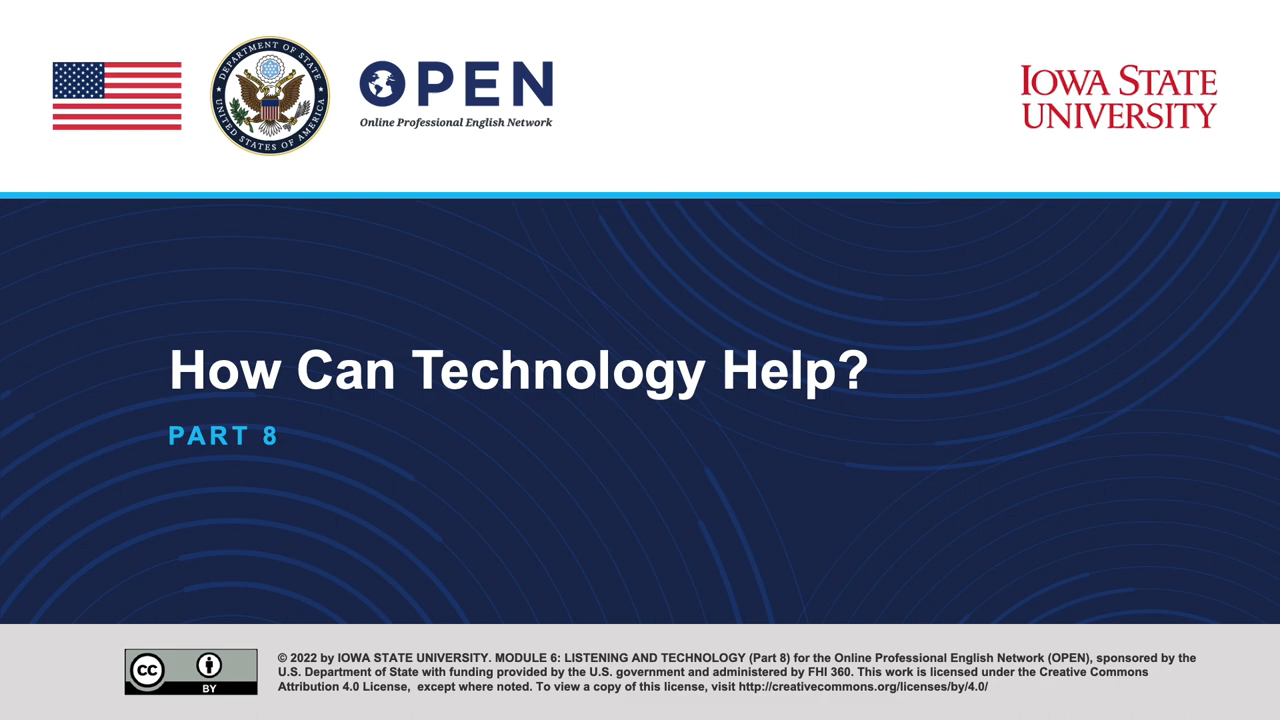 DEPARTMENT OF STATE
UNITED STATES OF AMERICA
OPEN
Online Professional English Network
IOWA STATE
UNIVERSITY
How Can Technology Help?
PART 8
CC
BY
© 2022 by IOWA STATE UNIVERSITY. MODULE 6: LISTENING AND TECHNOLOGY (Part 8) for the Online Professional English Network (OPEN), sponsored by the
U.S. Department of State with funding provided by the U.S. government and administered by FHI 360. This work is licensed under the Creative Commons
Attribution 4.0 License, except where noted. To view a copy of this license, visit http://creativecommons.org/licenses/by/4.0/